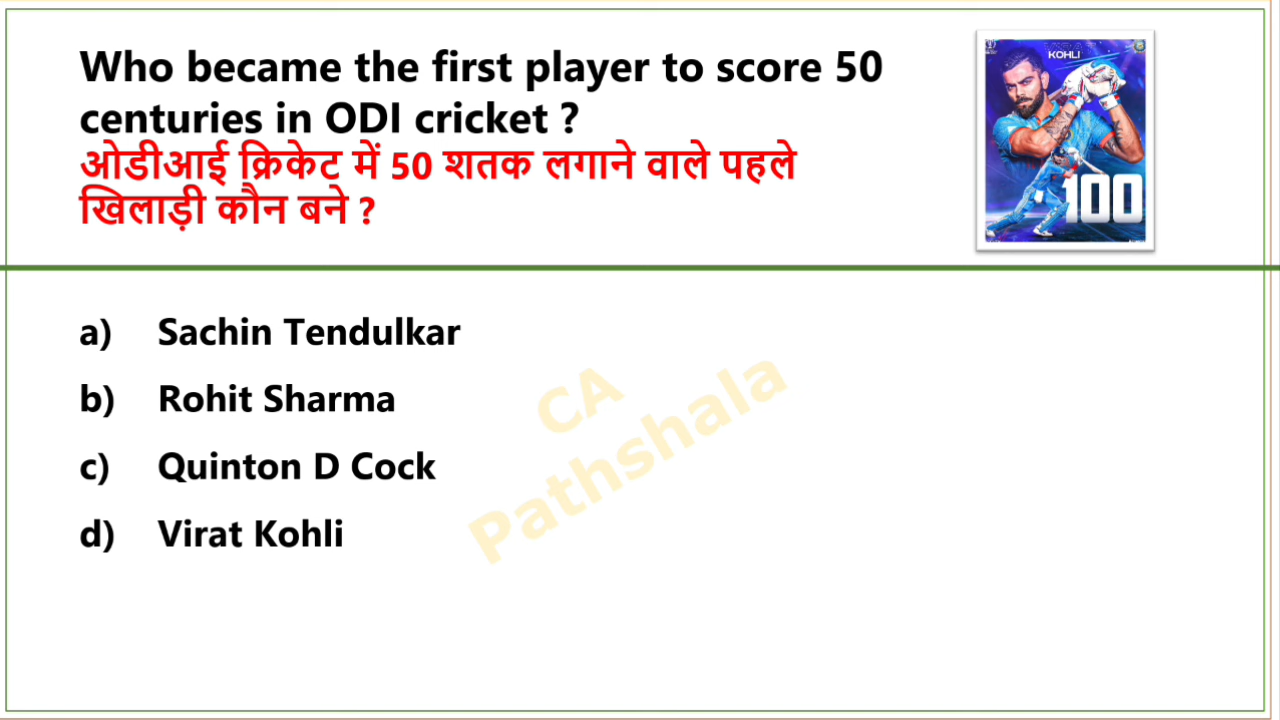 Who became the first player to score 50
centuries in ODI cricket ?
ओडीआई क्रिकेट में 50 शतक लगाने वाले पहले
खिलाड़ी कौन बने ?
KOHLI
100
a) Sachin Tendulkar
b) Rohit Sharma
c) Quinton D Cock
d) Virat Kohli
CA
Pathshala